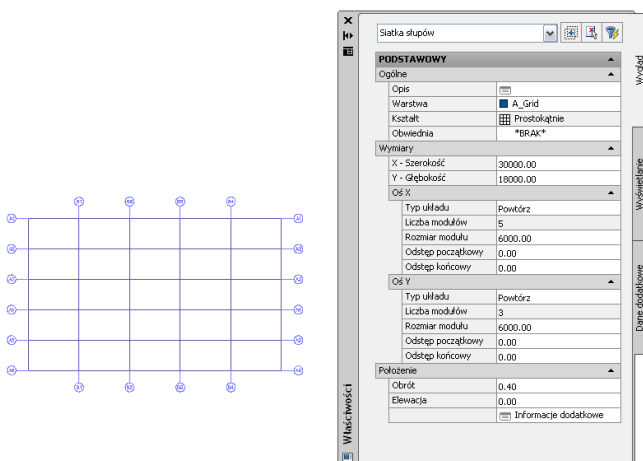 Siatka słupów
PODSTAWOWY
Ogólne
Opis
Warstwa A_Grid
Kształt Prostokątnie
Obwiednia *BRAK*
Wymiary
X - Szerokość 30000.00
Y - Głębokość 18000.00
Oś X
Typ układu Powtórz
Liczba modułów 5
Rozmiar modułu 6000.00
Odstęp początkowy 0.00
Odstęp końcowy 0.00
Oś Y
Typ układu Powtórz
Liczba modułów 3
Rozmiar modułu 6000.00
Odstęp początkowy 0.00
Odstęp końcowy 0.00
Położenie
Obrót 0.40
Elewacja 0.00
Informacje dodatkowe
Właściwości
Wygląd
Wyświetlanie
Dane dodatkowe